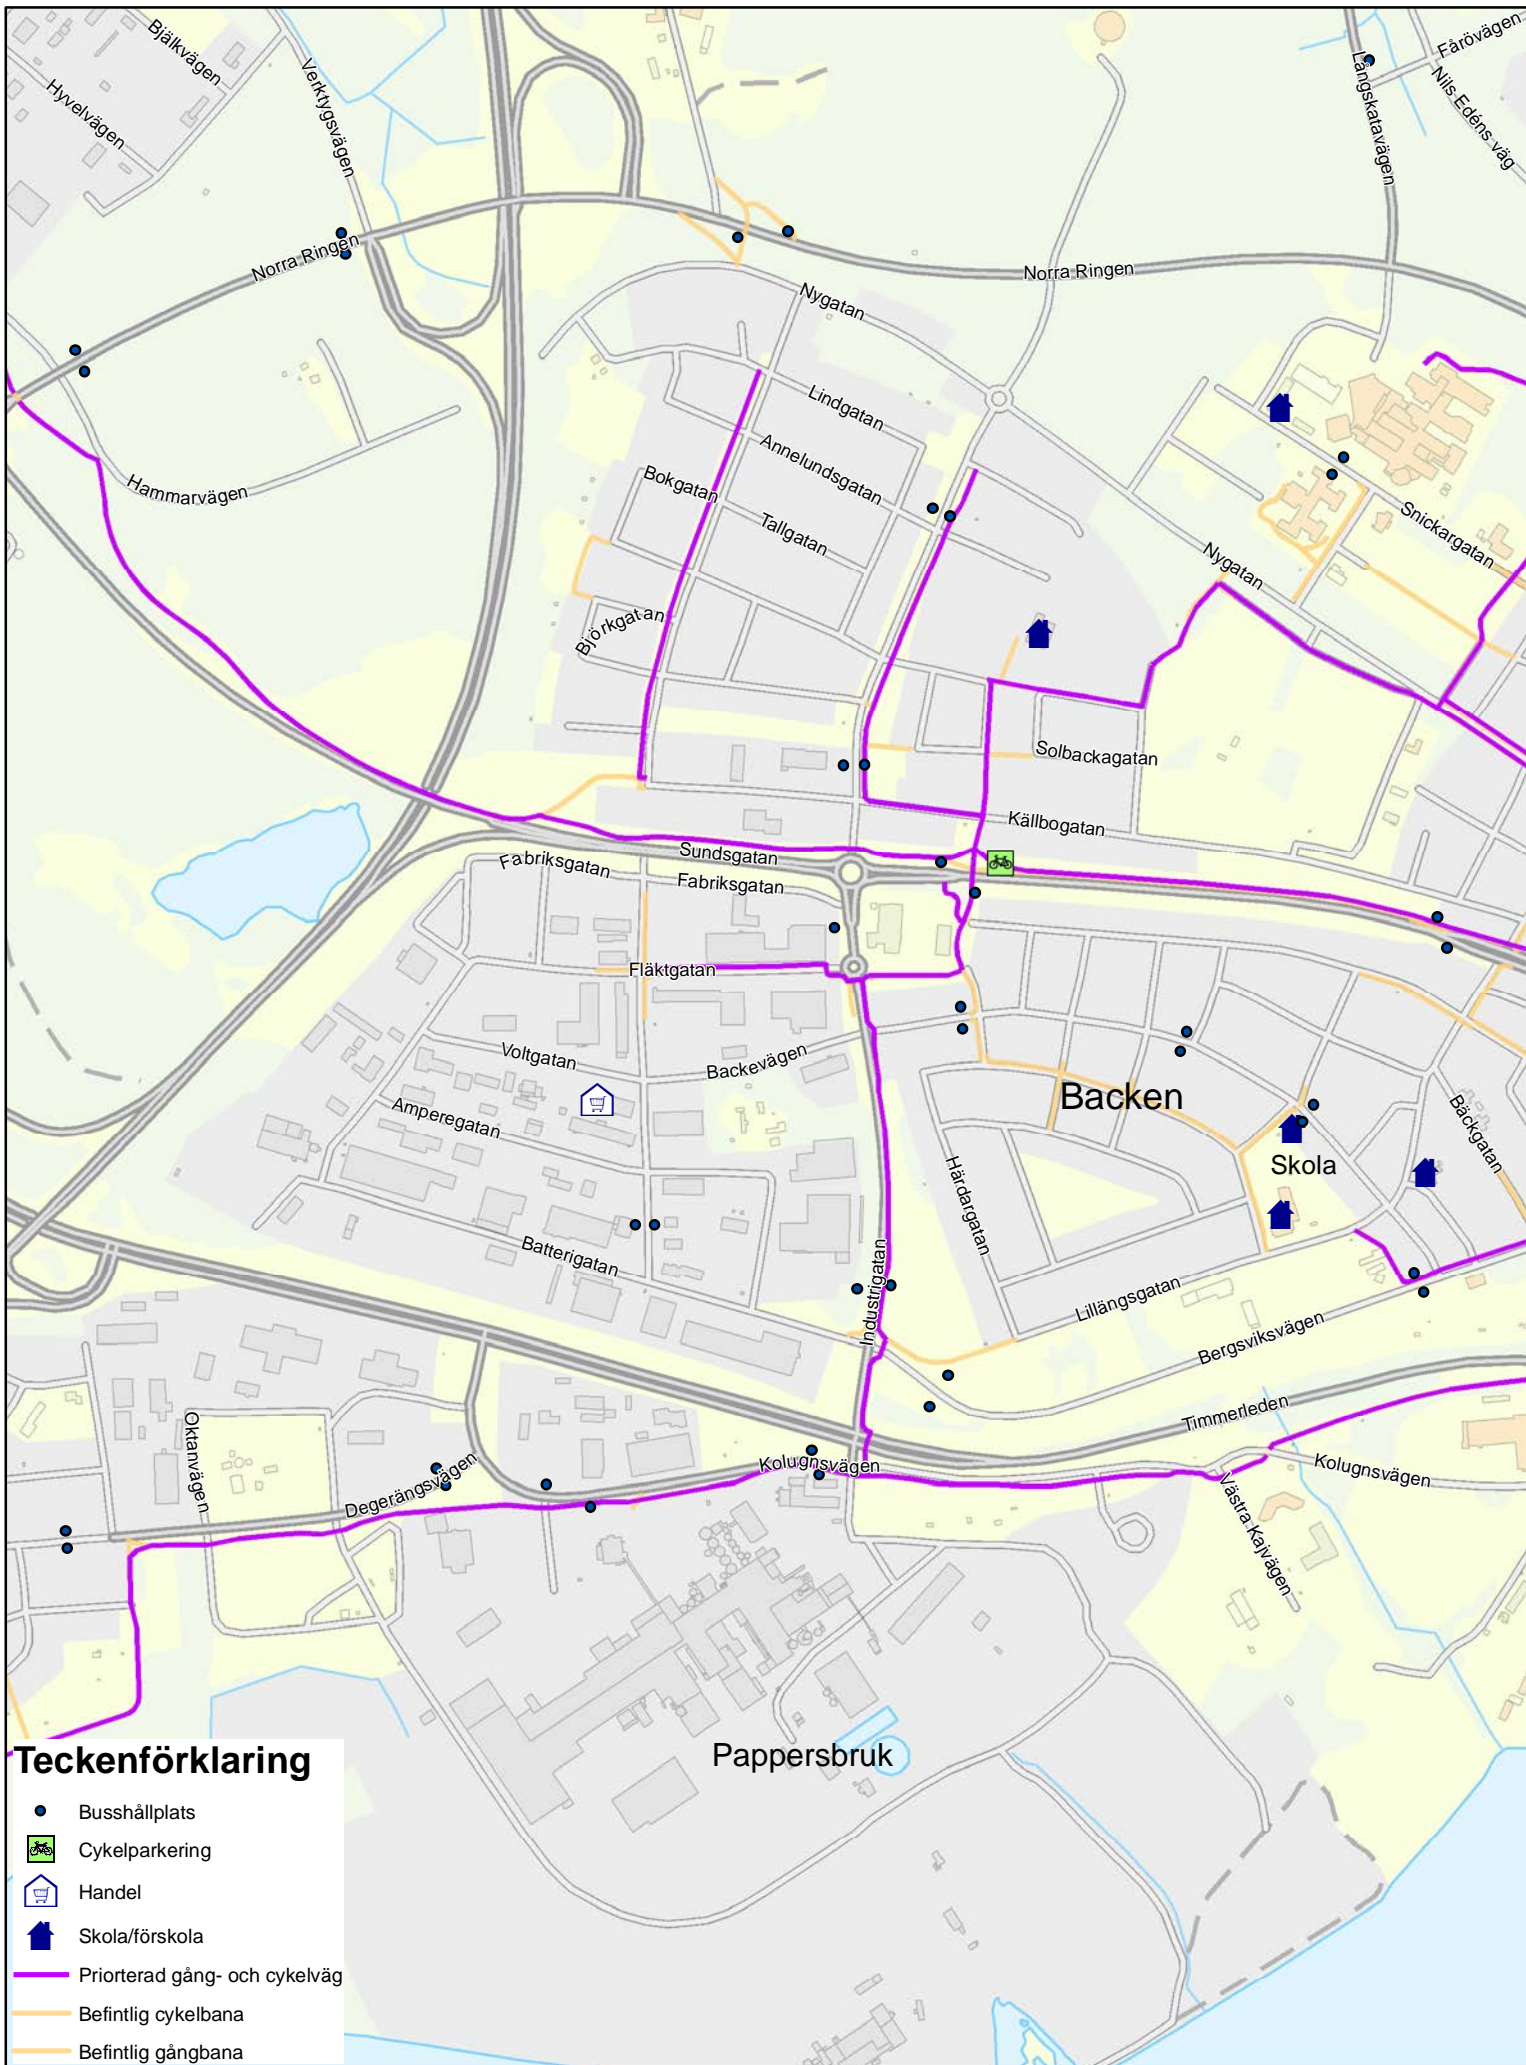 Bjälkvägen
Hyvelvägen
Verktygsvägen
Långskatavägen
Fårövägen
Nils Edéns väg
Norra Ringen
Norra Ringen
Nygatan
Lindgatan
Annelundsgatan
Bokgatan
Tallgatan
Hammarvägen
Snickargatan
Nygatan
Björkgatan
Solbackagatan
Källbogatan
Sundsgatan
Fabriksgatan
Fabriksgatan
Fläktgatan
Voltgatan
Backevägen
Amperegatan
Backen
Bäckgatan
Skola
Härdargatan
Batterigatan
Industrigatan
Lillängsgatan
Bergsviksvägen
Timmerleden
Oktanvägen
Degerängsvägen
Kolugnsvägen
Kolugnsvägen
Västra Kajvägen
Pappersbruk
Teckenförklaring
Busshållplats
Cykelparkering
Handel
Skola/förskola
Priorterad gång- och cykelväg
Befintlig cykelbana
Befintlig gångbana